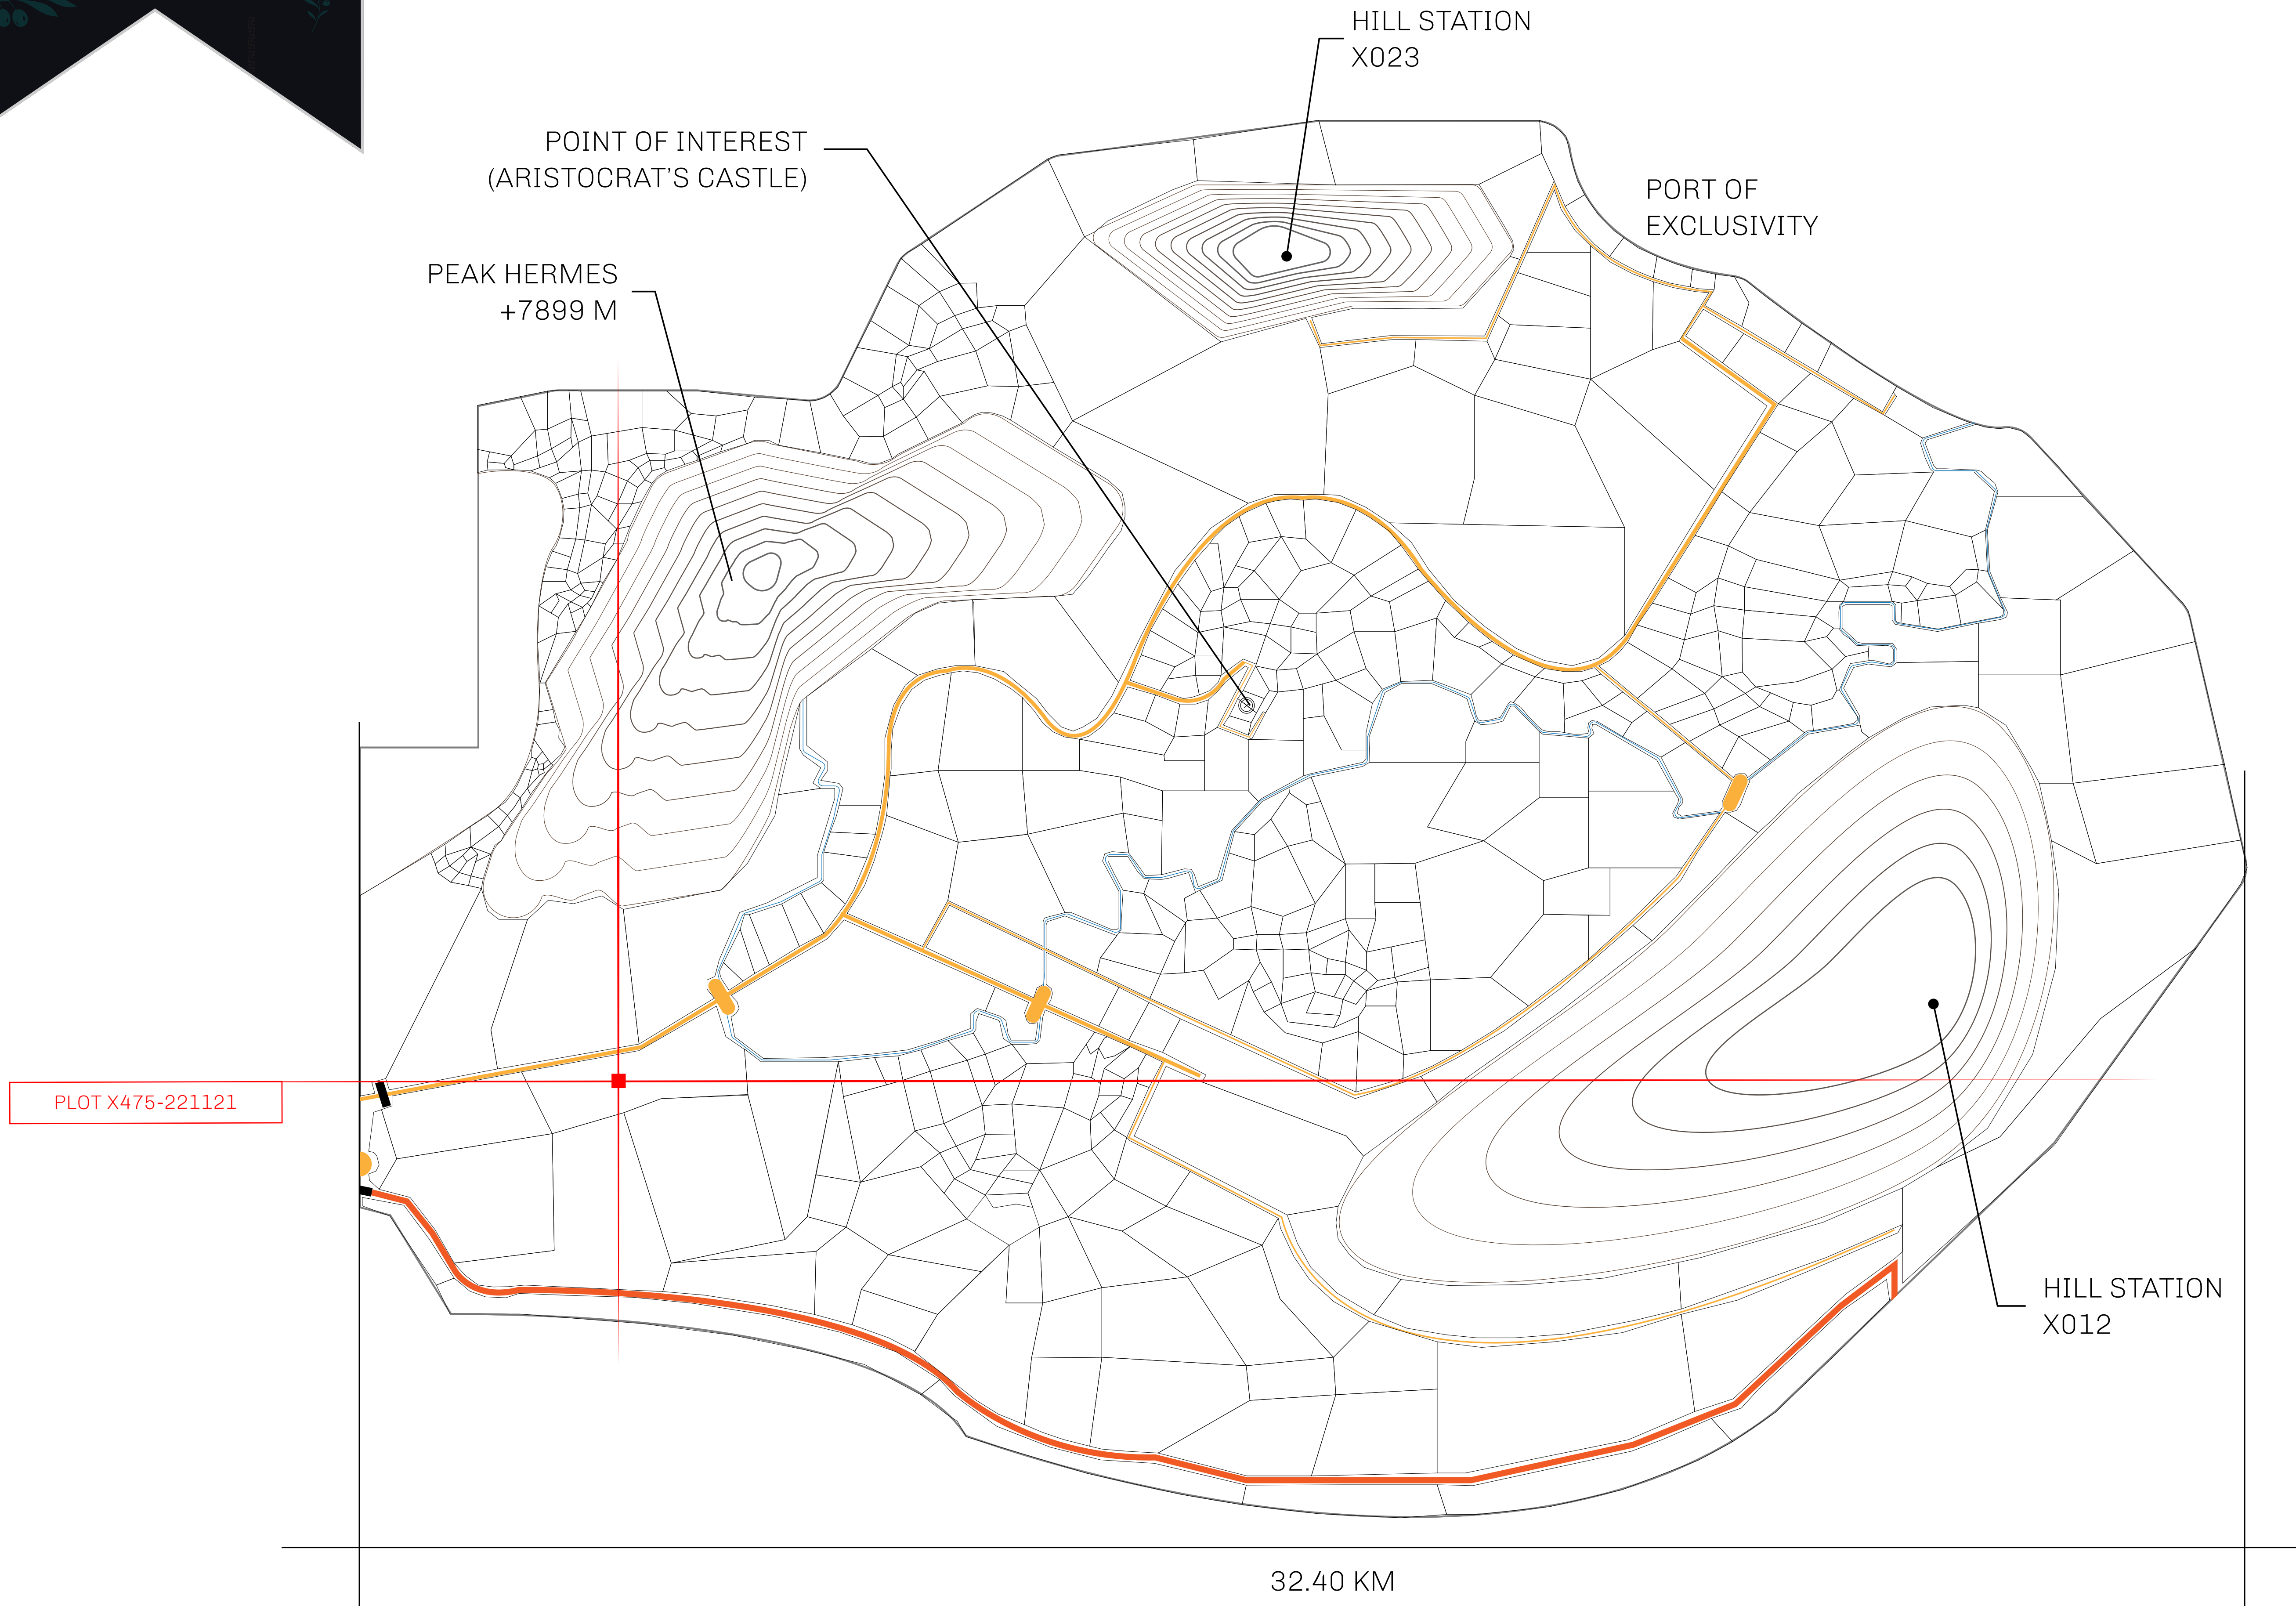 HILL STATION
X023
POINT OF INTEREST
(ARISTOCRAT'S CASTLE)
PORT OF
EXCLUSIVITY
PEAK HERMES
+7899 M
PLOT X475-221121
HILL STATION
X012
32.40 KM